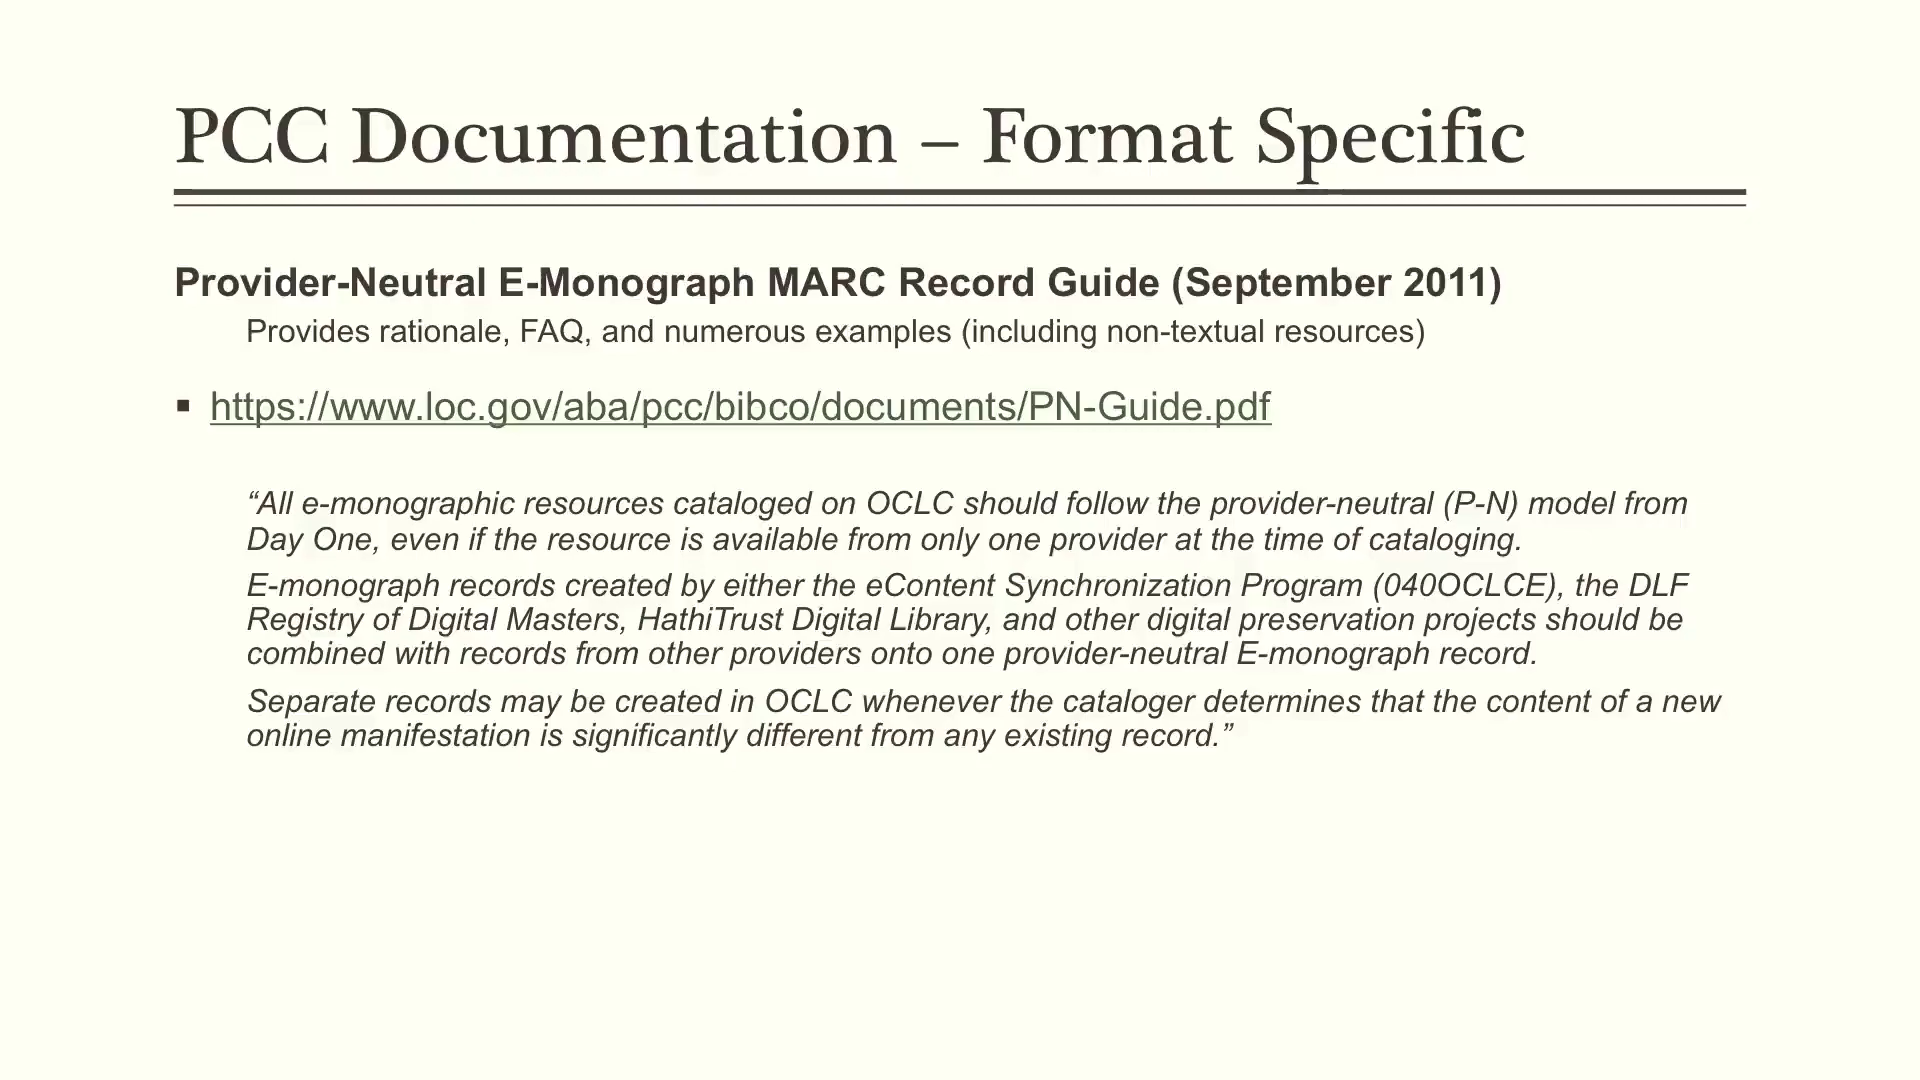 PCC Documentation – Format Specific
Provider-Neutral E-Monograph MARC Record Guide (September 2011)
Provides rationale, FAQ, and numerous examples (including non-textual resources)
▪ https://www.loc.gov/aba/pcc/bibco/documents/PN-Guide.pdf
“All e-monographic resources cataloged on OCLC should follow the provider-neutral (P-N) model from
Day One, even if the resource is available from only one provider at the time of cataloging.
E-monograph records created by either the eContent Synchronization Program (040OCLCE), the DLF
Registry of Digital Masters, HathiTrust Digital Library, and other digital preservation projects should be
combined with records from other providers onto one provider-neutral E-monograph record.
Separate records may be created in OCLC whenever the cataloger determines that the content of a new
online manifestation is significantly different from any existing record.”